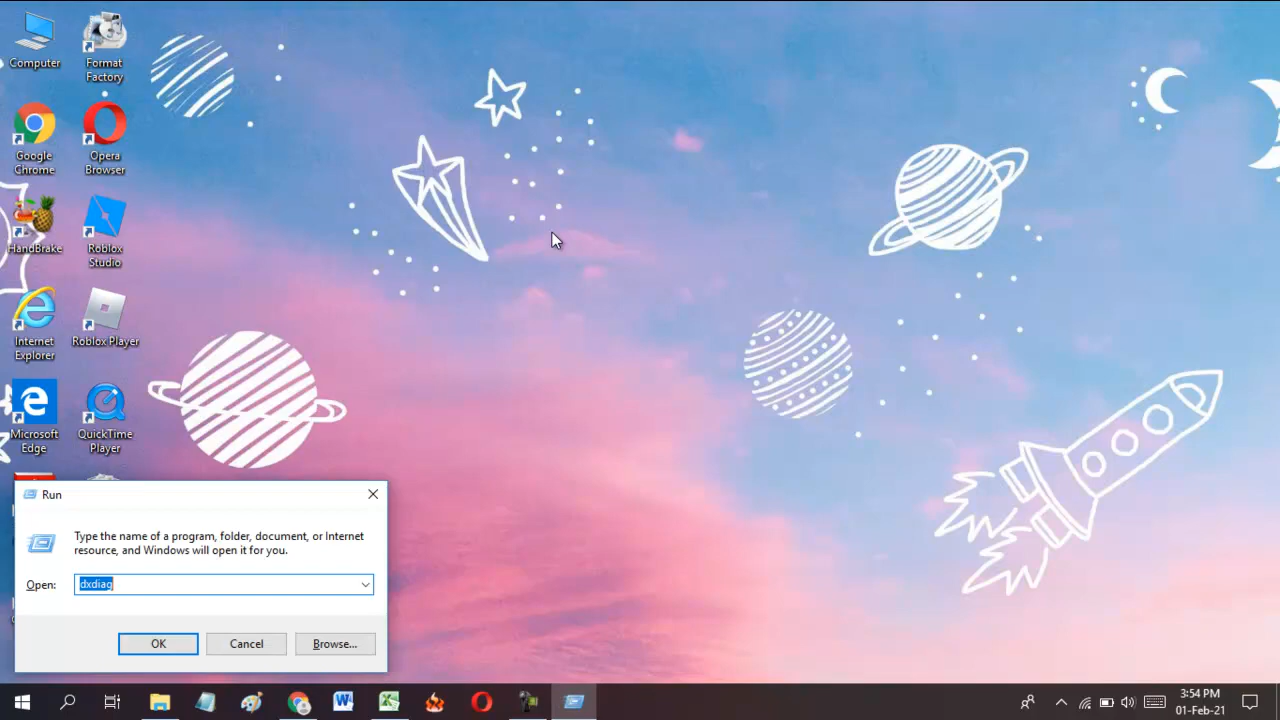 Computer
Format
Factory
Google
Chrome
Opera
Browser
HandBrake
Roblox
Studio
Internet
Explorer
Roblox Player
Microsoft
Edge
QuickTime
Player
Run
Type the name of a program, folder, document, or Internet
resource, and Windows will open it for you.
Open:
dxdiag
OK
Cancel
Browse...
3:54 PM
01-Feb-21